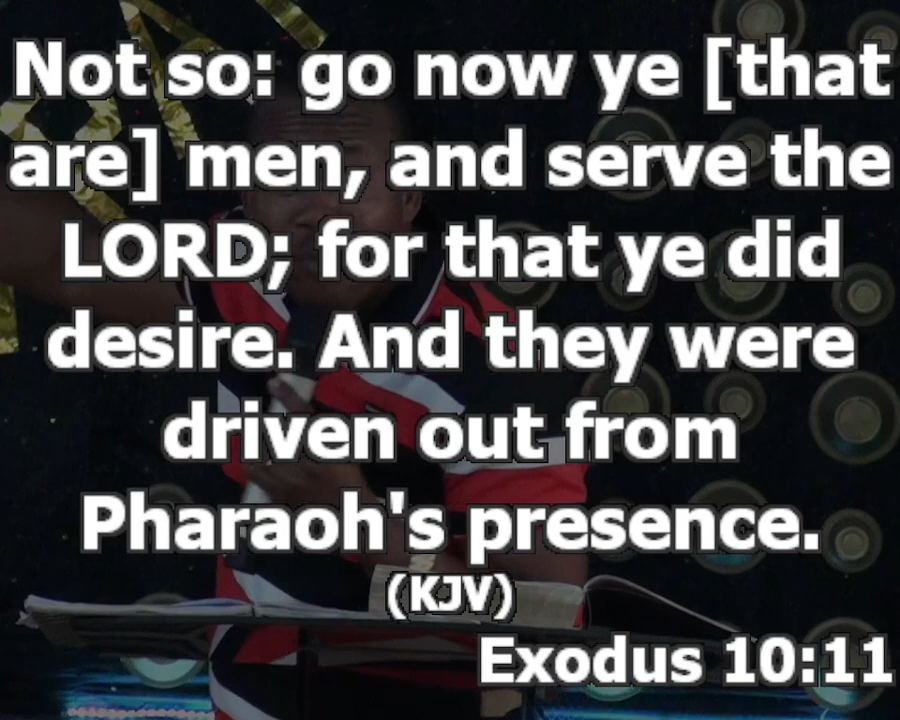 Not so: go now ye [that
are] men, and serve the
LORD; for that ye did
desire. And they were
driven out from
Pharaoh's presence.
(KJV)
Exodus 10:11